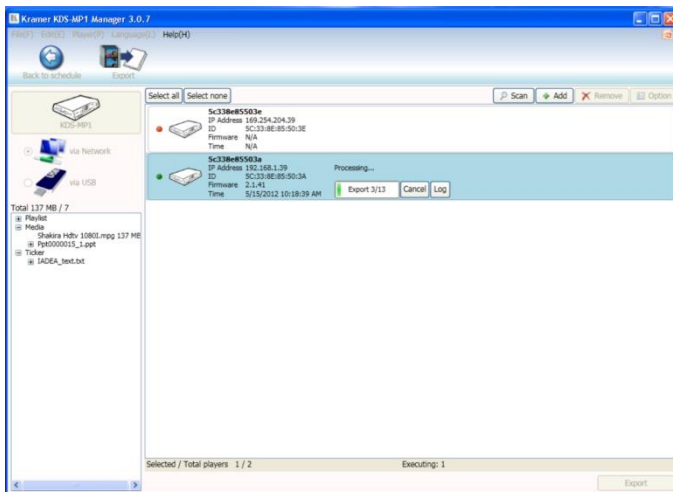 Kramer KDS-MP1 Manager 3.0.7
File(F) Edit(E) Player(P) Language(L) Help(H)
Back to schedule Export
Select all Select none Scan Add Remove Option
KDS-MP1
via Network
via USB
Total 137 MB / 7
Playlist
Media
Shakira Hdtv 1080I.mpg 137 MB
Ppt0000015_1.ppt
Ticker
IADEA_text.txt
5c338e85503e
IP Address 169.254.204.39
ID 5C:33:8E:85:50:3E
Firmware N/A
Time N/A
5c338e85503a
IP Address 192.168.1.39 Processing...
ID 5C:33:8E:85:50:3A
Firmware 2.1.41 Export 3/13 Cancel Log
Time 5/15/2012 10:18:39 AM
Selected / Total players 1 / 2 Executing: 1
Export